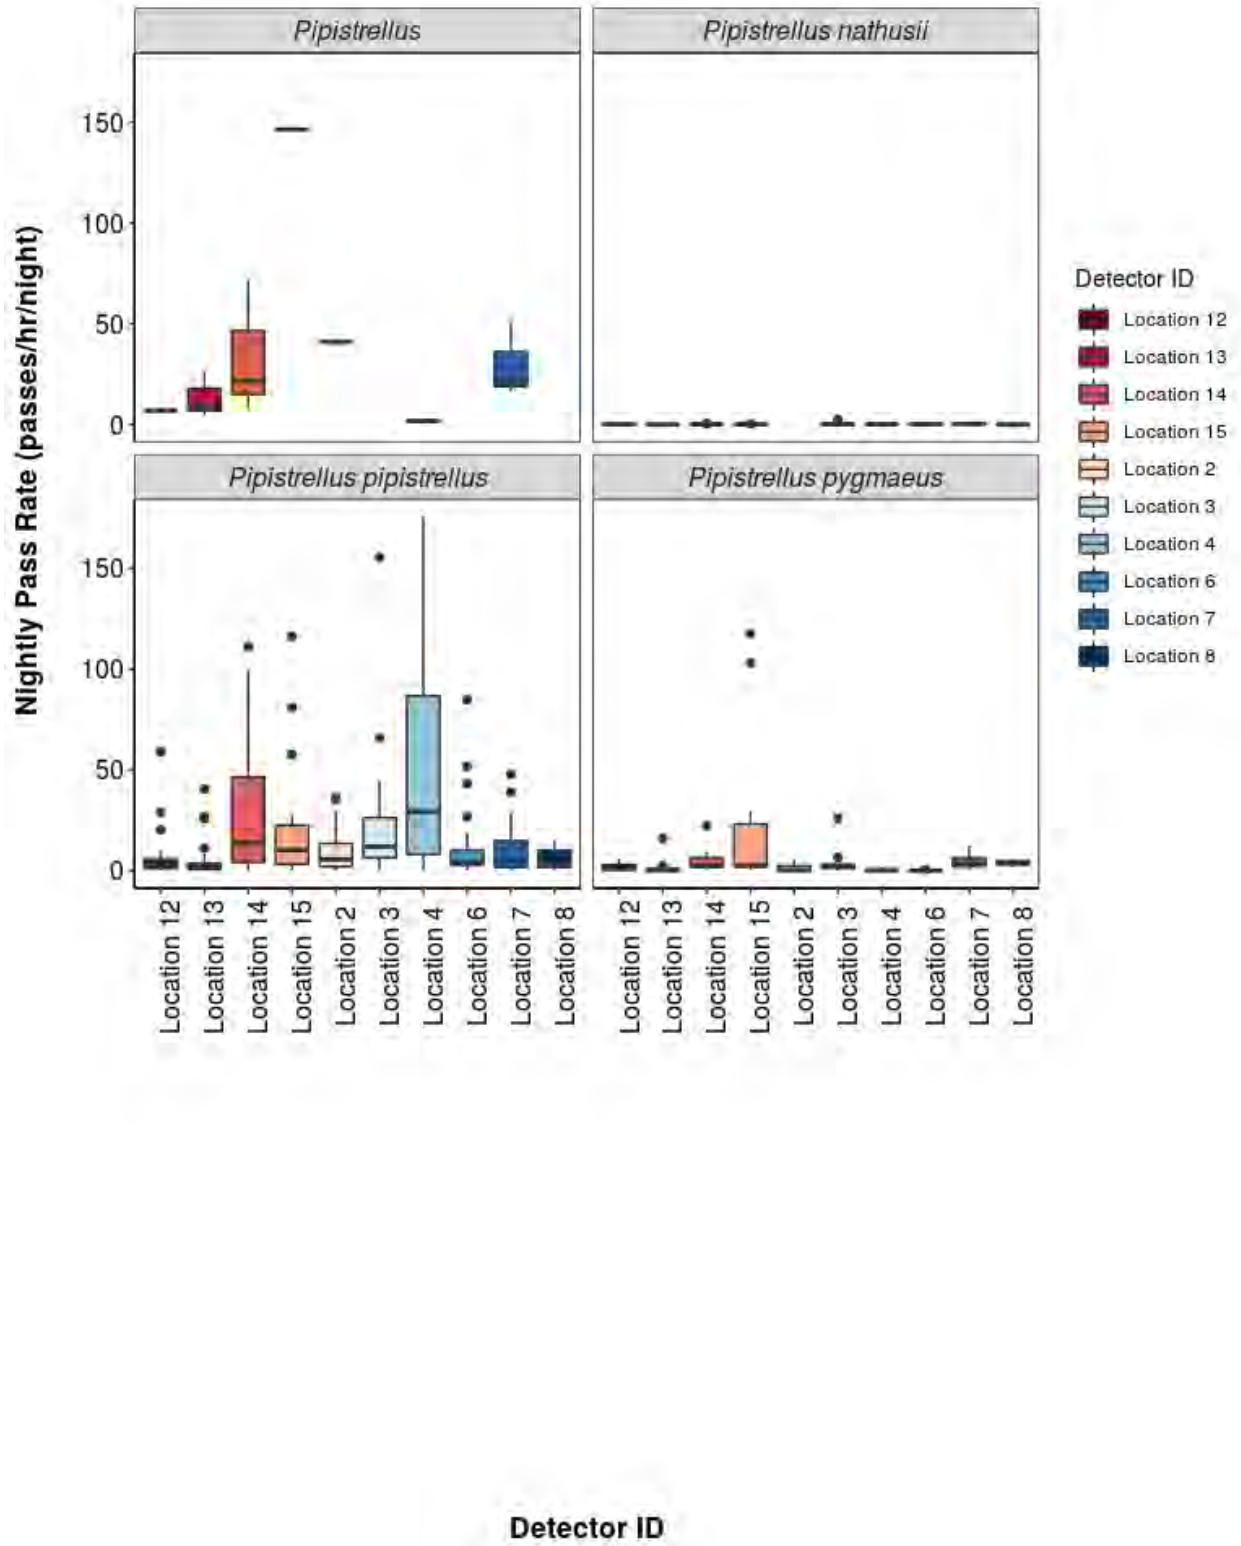 Pipistrellus
Pipistrellus nathusii
150
100
50
0
Nightly Pass Rate (passes/hr/night)
Pipistrellus pipistrellus
Pipistrellus pygmaeus
150
100
50
0
Location 12
Location 13
Location 14
Location 15
Location 2
Location 3
Location 4
Location 6
Location 7
Location 8
Location 12
Location 13
Location 14
Location 15
Location 2
Location 3
Location 4
Location 6
Location 7
Location 8
Detector ID
Detector ID
Location 12
Location 13
Location 14
Location 15
Location 2
Location 3
Location 4
Location 6
Location 7
Location 8